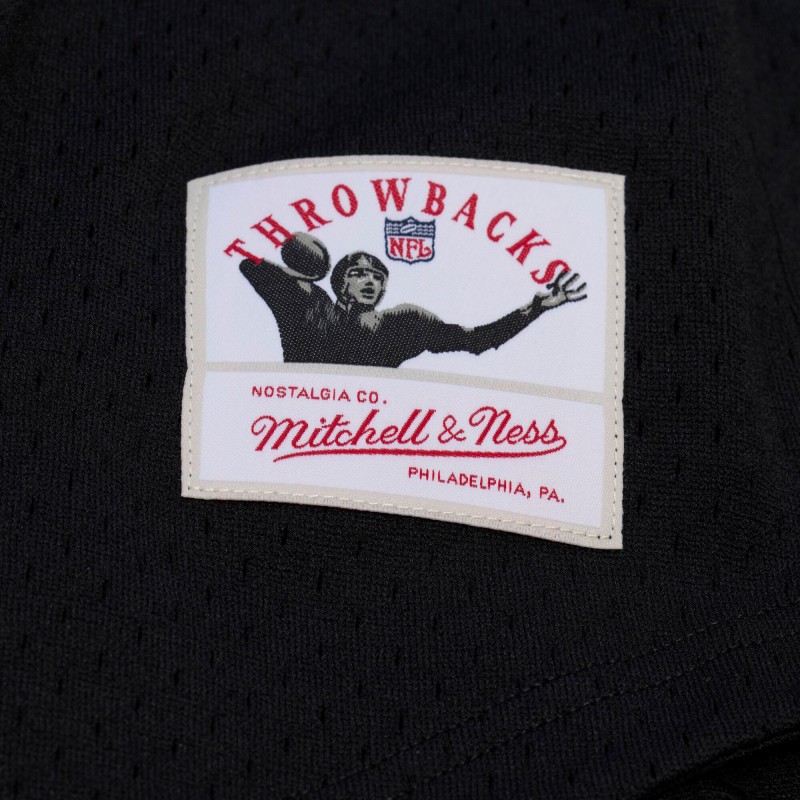 THROWBACKS
NFL
NOSTALGIA CO.
Mitchell & Ness
PHILADELPHIA, PA.